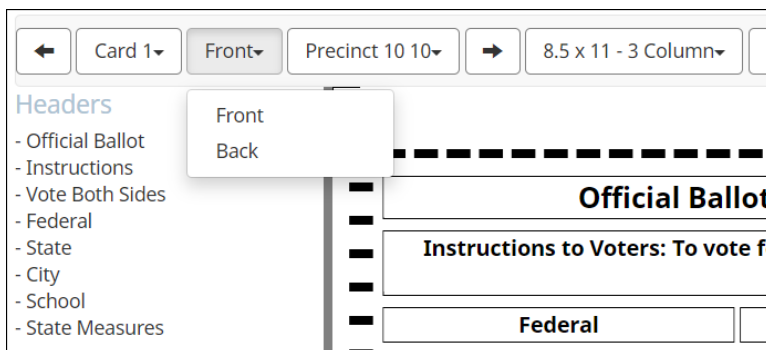 Card 1 Front Precinct 10 10 8.5 x 11 - 3 Column
Front
Back
Headers
- Official Ballot
- Instructions
- Vote Both Sides
- Federal
- State
- City
- School
- State Measures
Official Ballot
Instructions to Voters: To vote f
Federal